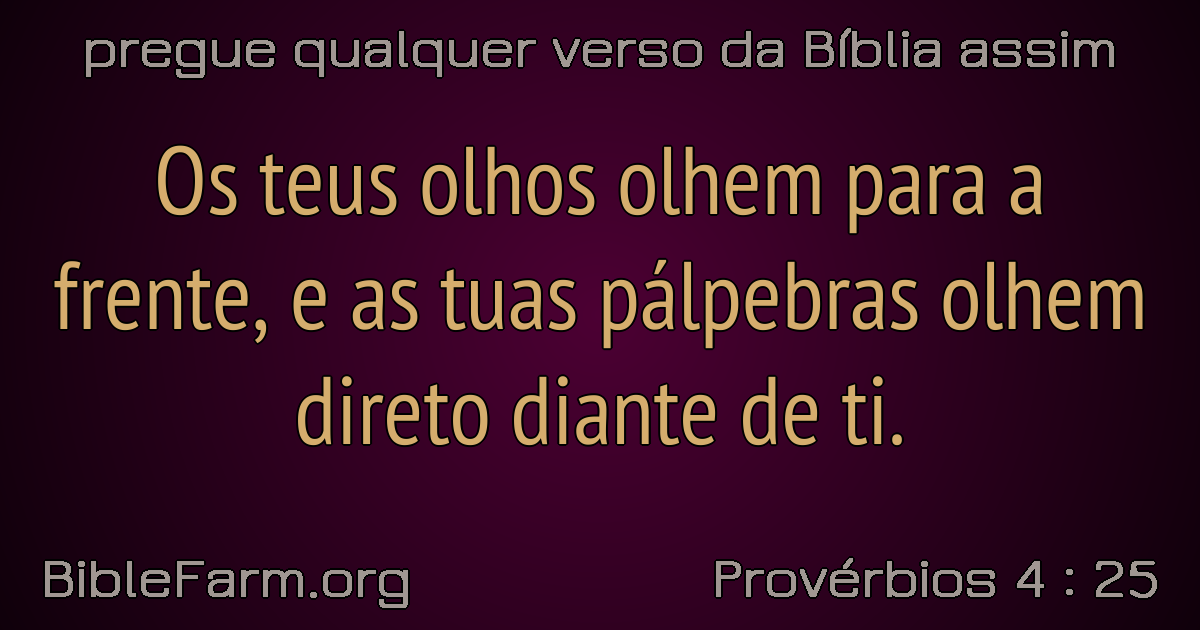 pregue qualquer verso da Bíblia assim
Os teus olhos olhem para a
frente, e as tuas pálpebras olhem
direto diante de ti.
BibleFarm.org
Provérbios 4 : 25